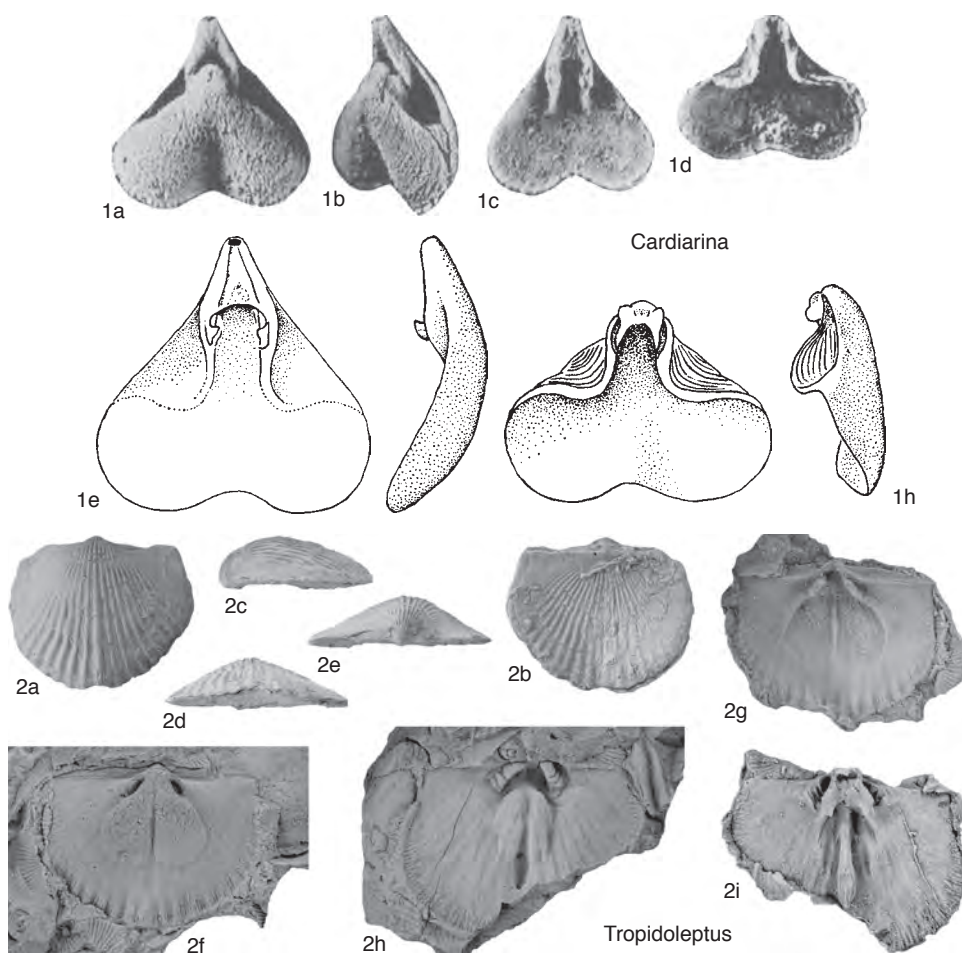 1a
1b
1c
1d
Cardiarina
1e
1h
2a
2c
2e
2d
2b
2g
2f
2h
2i
Tropidoleptus